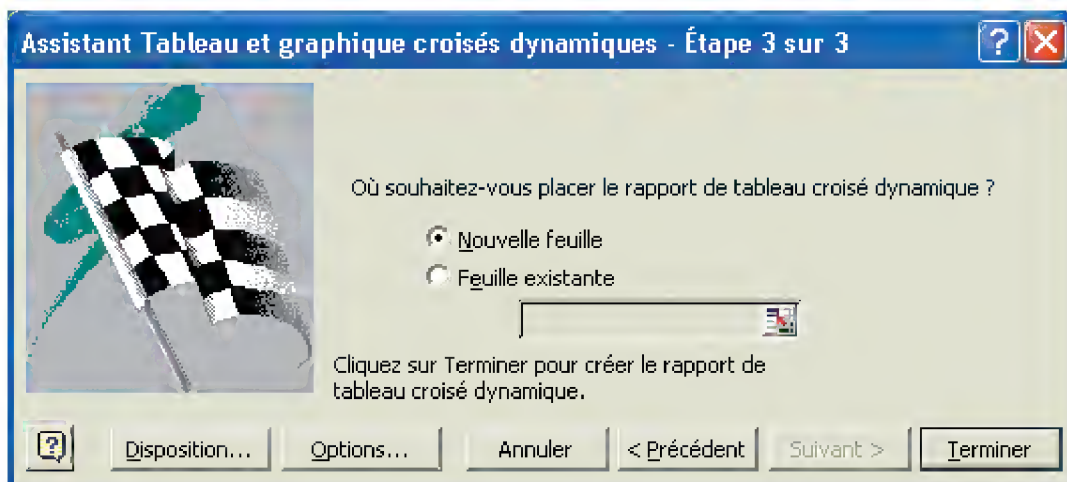 Assistant Tableau et graphique croisés dynamiques - Étape 3 sur 3
Où souhaitez-vous placer le rapport de tableau croisé dynamique ?
Nouvelle feuille
Feuille existante
Cliquez sur Terminer pour créer le rapport de
tableau croisé dynamique.
Disposition... Options... Annuler < Précédent Suivant > Terminer